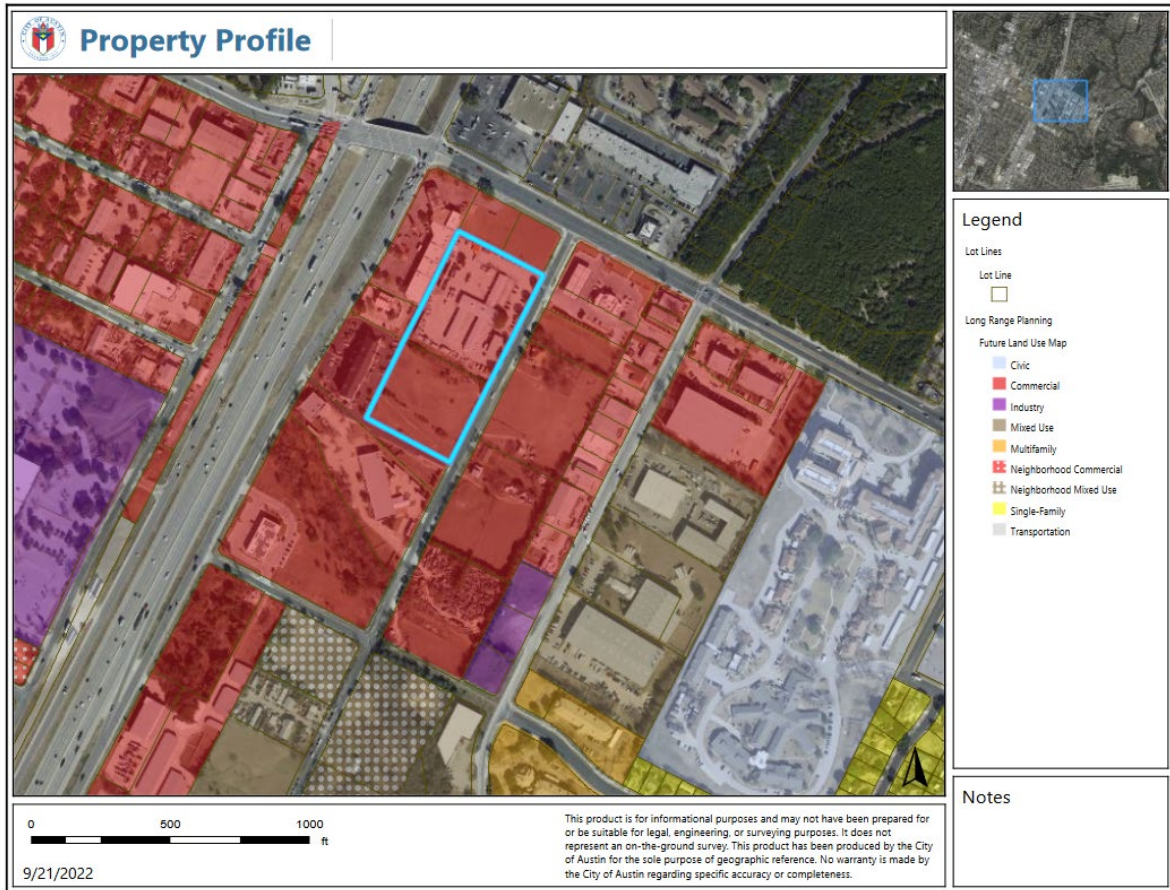 Property Profile
Legend
Lot Lines
Lot Line
Long Range Planning
Future Land Use Map
Civic
Commercial
Industry
Mixed Use
Multifamily
Neighborhood Commercial
Neighborhood Mixed Use
Single-Family
Transportation
Notes
0 500 1000
ft
9/21/2022
This product is for informational purposes and may not have been prepared for
or be suitable for legal, engineering, or surveying purposes. It does not
represent an on-the-ground survey. This product has been produced by the City
of Austin for the sole purpose of geographic reference. No warranty is made by
the City of Austin regarding specific accuracy or completeness.